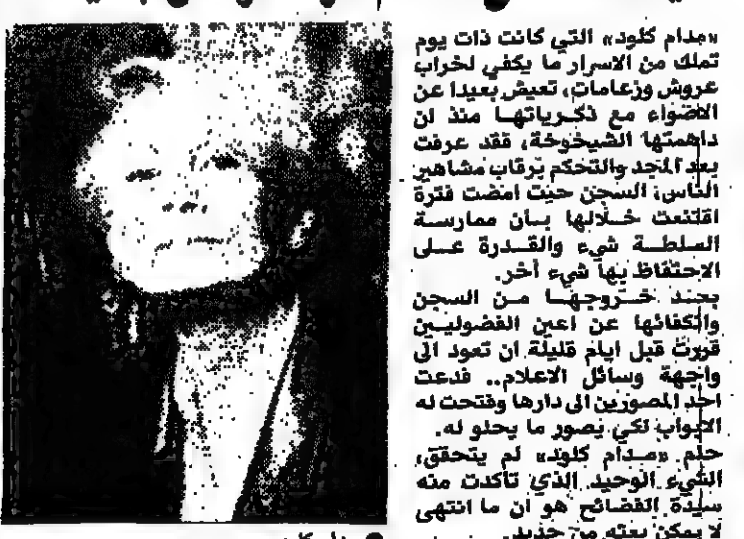 «مدام كلود» التي كانت ذات يوم
تملك من الاسرار ما يكفي لخراب
عروش وزعامات، تعيش بعيدا عن
الاضواء مع ذكرياتها منذ ان
داهمتها الشيخوخة، فقد عرفت
بعد المجد والتحكم برقاب مشاهير
الناس، السجن حيث امضت فترة
اقتنعت خلالها بان ممارسة
السلطة شيء والقدرة على
الاحتفاظ بها شيء آخر.
بعند خروجها من السجن
وانكفائها عن اعين الفضوليين
قررت قبل ايام قليلة ان تعود الى
واجهة وسائل الاعلام.. فدعت
احد المصورين الى دارها وفتحت له
الابواب لكي يصور ما يحلو له.
حلم «مدام كلود» لم يتحقق،
الشيء الوحيد الذي تأكدت منه
سيدة الفضائح هو ان ما انتهى
لا يمكن بعثه من جديد.